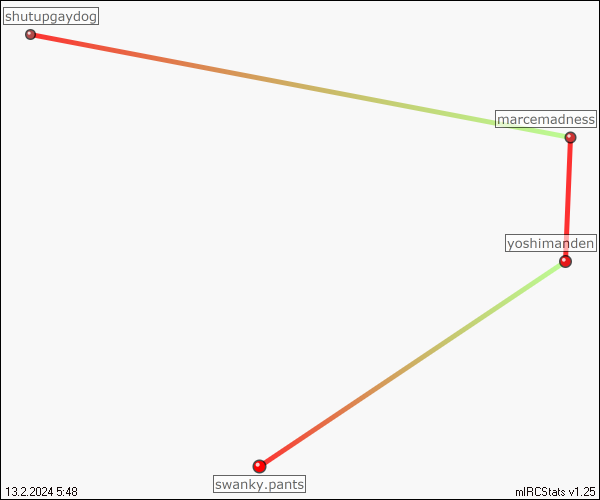 shutupgaydog
marcemadness
yoshimanden
swanky.pants
13.2.2024 5:48
mIRCStats v1.25